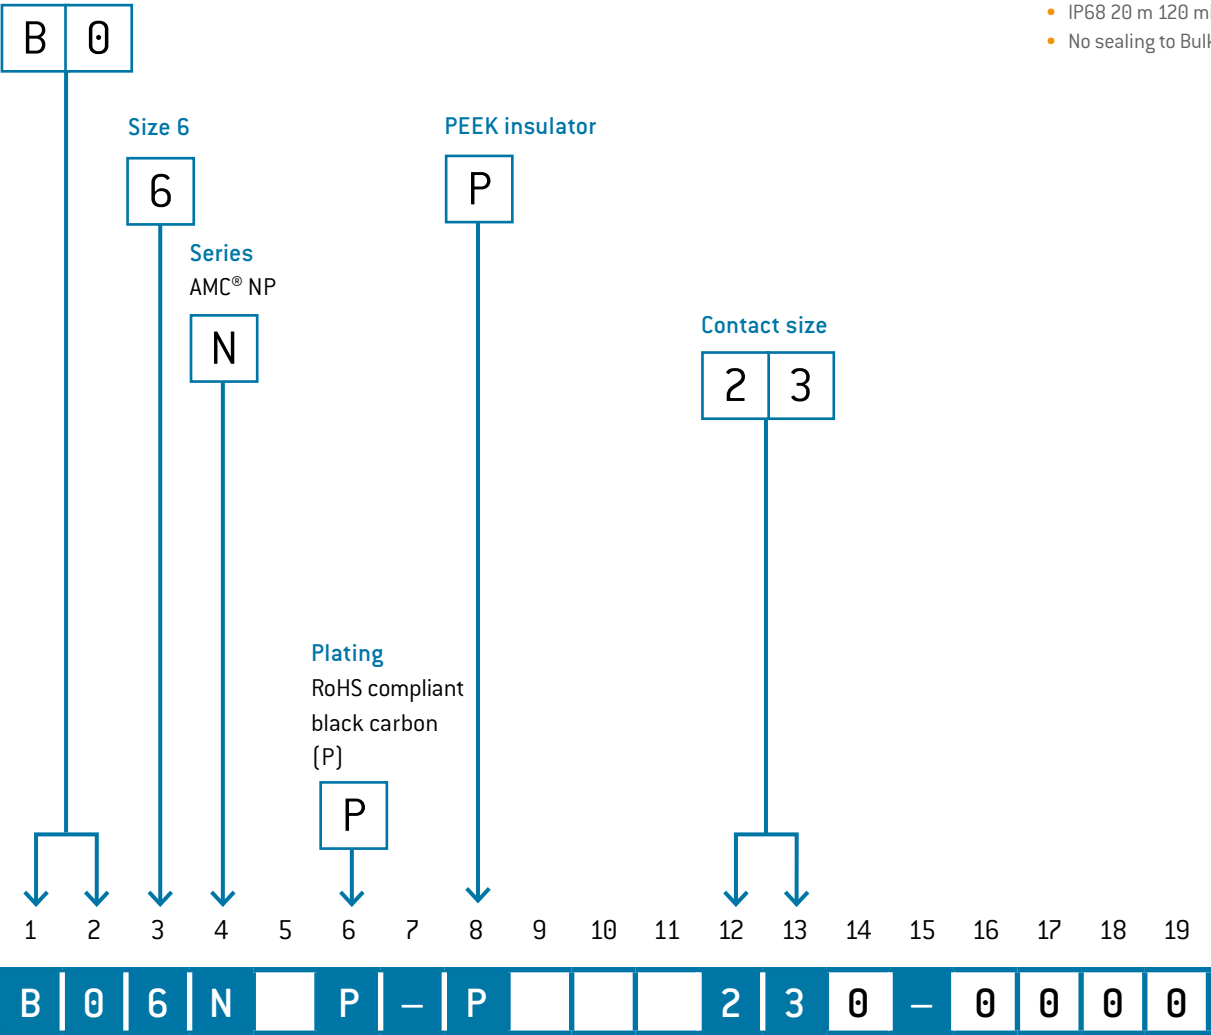 B 0
IP68 20 m 120
No sealing to
Size 6
6
PEEK insulator
P
Series
AMC® NP
N
Contact size
2 3
Plating
RoHS compliant
black carbon
(P)
P
1 2 3 4 5 6 7 8 9 10 11 12 13 14 15 16 17 18 19
B 0 6 N P – P 2 3 0 – 0 0 0 0